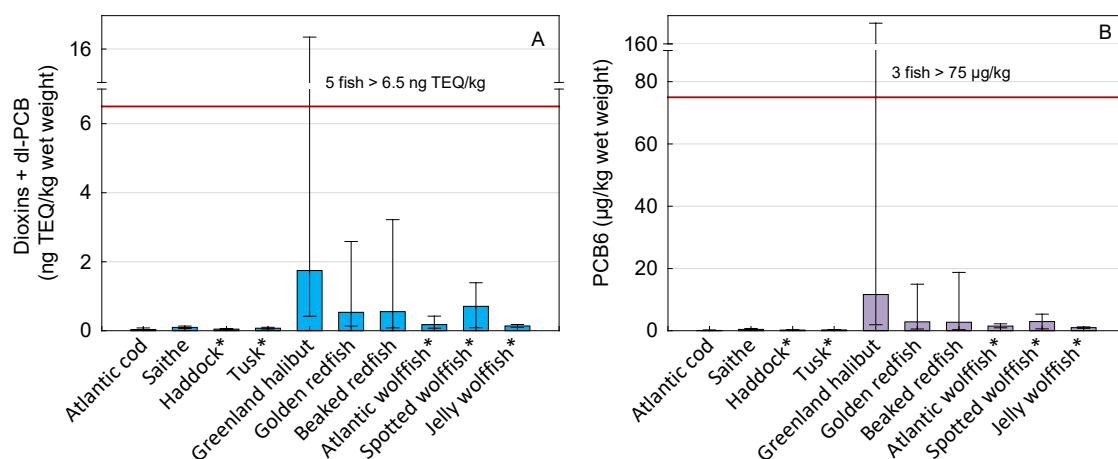 A
16
5 fish > 6.5 ng TEQ/kg
6
4
2
0
Dioxins + dl-PCB
(ng TEQ/kg wet weight)
Atlantic cod
Saithe
Haddock*
Tusk*
Greenland halibut
Golden redfish
Beaked redfish
Atlantic wolffish*
Spotted wolffish*
Jelly wolffish*
B
160
3 fish > 75 µg/kg
80
60
40
20
0
PCB6 (µg/kg wet weight)
Atlantic cod
Saithe
Haddock*
Tusk*
Greenland halibut
Golden redfish
Beaked redfish
Atlantic wolffish*
Spotted wolffish*
Jelly wolffish*